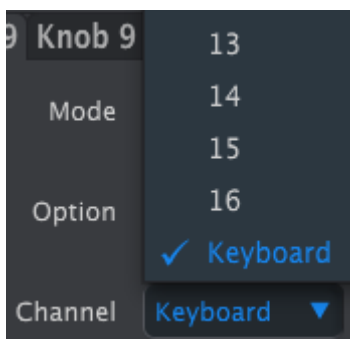 9 Knob 9
13
Mode
14
15
Option
16
✓ Keyboard
Channel Keyboard ▼